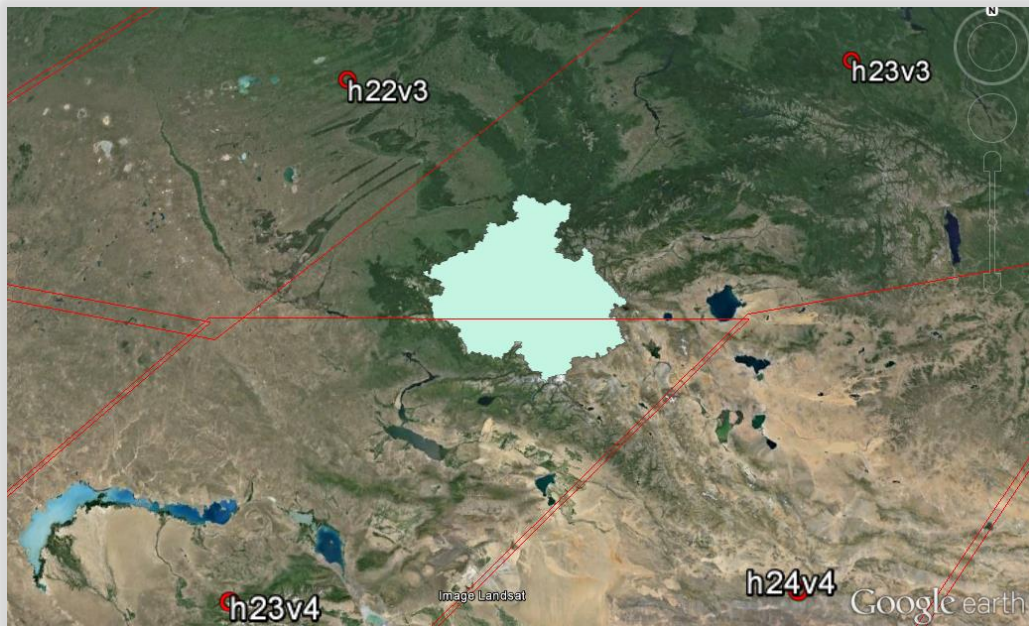 N
h22v3
h23v3
h23v4
Image Landsat
h24v4
Google earth